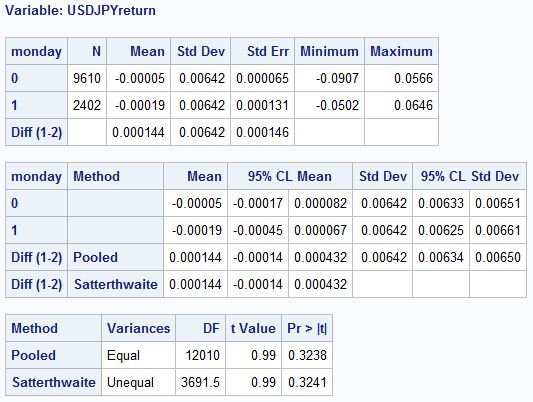 Variable: USDJPYreturn
monday N Mean Std Dev Std Err Minimum Maximum
0 9610 -0.00005 0.00642 0.000065 -0.0907 0.0566
1 2402 -0.00019 0.00642 0.000131 -0.0502 0.0646
Diff (1-2) 0.000144 0.00642 0.000146
monday Method Mean 95% CL Mean Std Dev 95% CL Std Dev
0 -0.00005 -0.00017 0.000082 0.00642 0.00633 0.00651
1 -0.00019 -0.00045 0.000067 0.00642 0.00625 0.00661
Diff (1-2) Pooled 0.000144 -0.00014 0.000432 0.00642 0.00634 0.00650
Diff (1-2) Satterthwaite 0.000144 -0.00014 0.000432
Method Variances DF t Value Pr > |t|
Pooled Equal 12010 0.99 0.3238
Satterthwaite Unequal 3691.5 0.99 0.3241